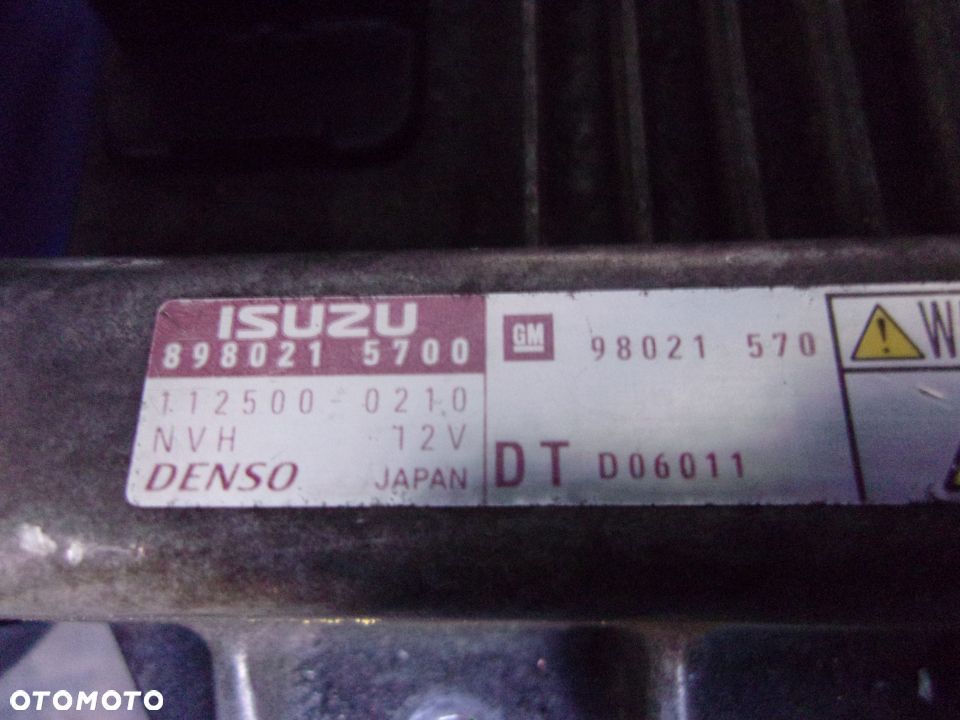 ISUZU
898021 5700
112500-0210
NVH 12V
DENSO JAPAN
GM 98021 570
DT D06011
OTOMOTO